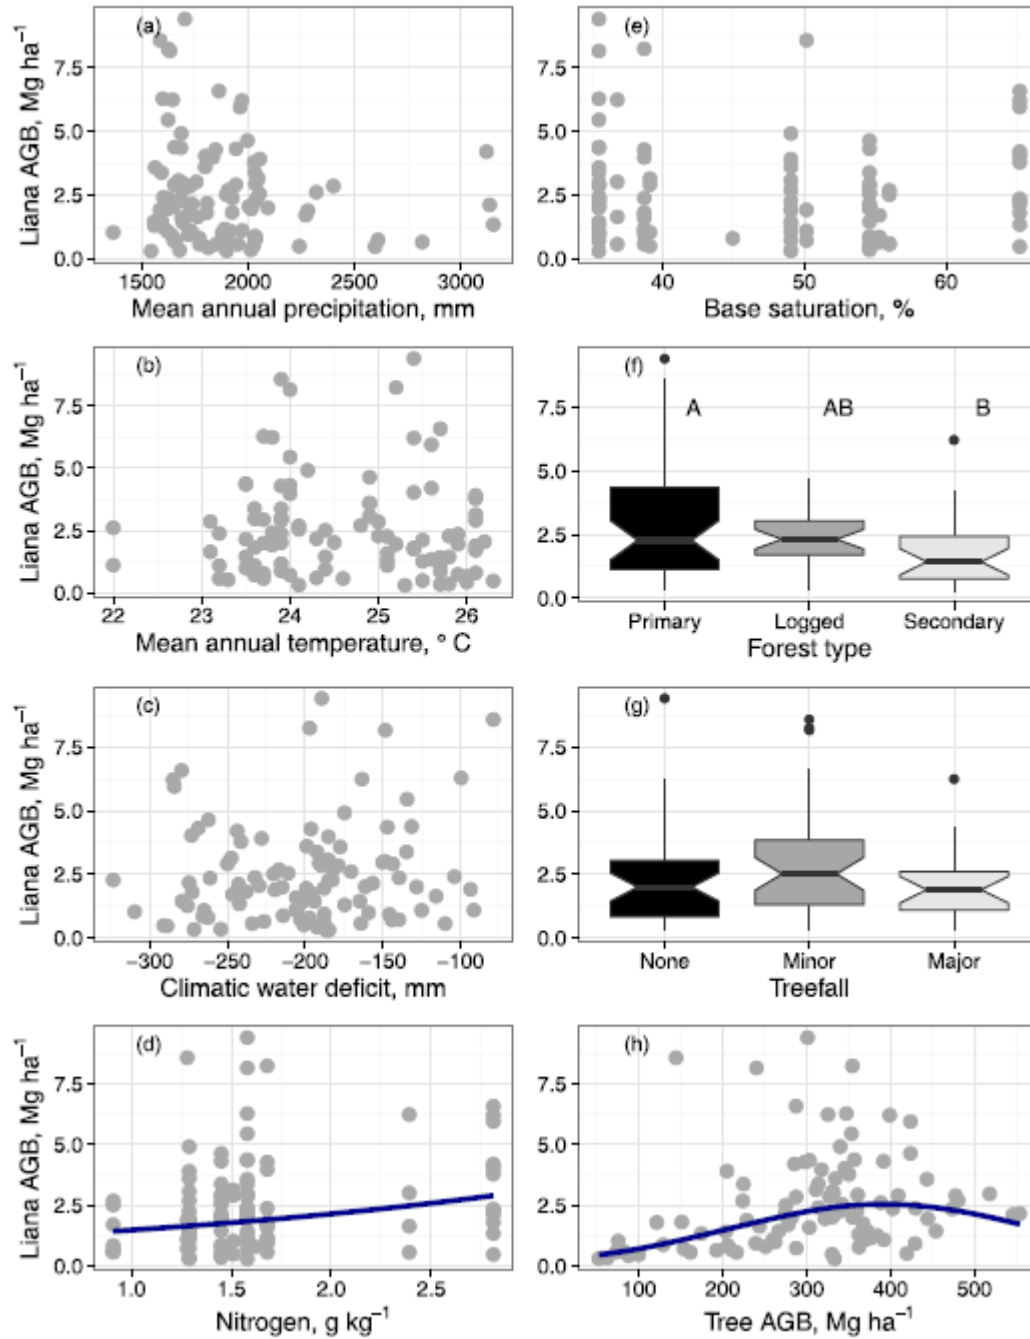 (a)
Liana AGB, Mg ha⁻¹
7.5
5.0
2.5
0.0
1500 2000 2500 3000
Mean annual precipitation, mm
(e)
40 50 60
Base saturation, %
(b)
Liana AGB, Mg ha⁻¹
7.5
5.0
2.5
0.0
22 23 24 25 26
Mean annual temperature, ° C
(f)
A AB B
7.5
5.0
2.5
0.0
Primary Logged Secondary
Forest type
(c)
Liana AGB, Mg ha⁻¹
7.5
5.0
2.5
0.0
−300 −250 −200 −150 −100
Climatic water deficit, mm
(g)
7.5
5.0
2.5
0.0
None Minor Major
Treefall
(d)
Liana AGB, Mg ha⁻¹
7.5
5.0
2.5
0.0
1.0 1.5 2.0 2.5
Nitrogen, g kg⁻¹
(h)
7.5
5.0
2.5
0.0
100 200 300 400 500
Tree AGB, Mg ha⁻¹
7.5
5.0
2.5
0.0